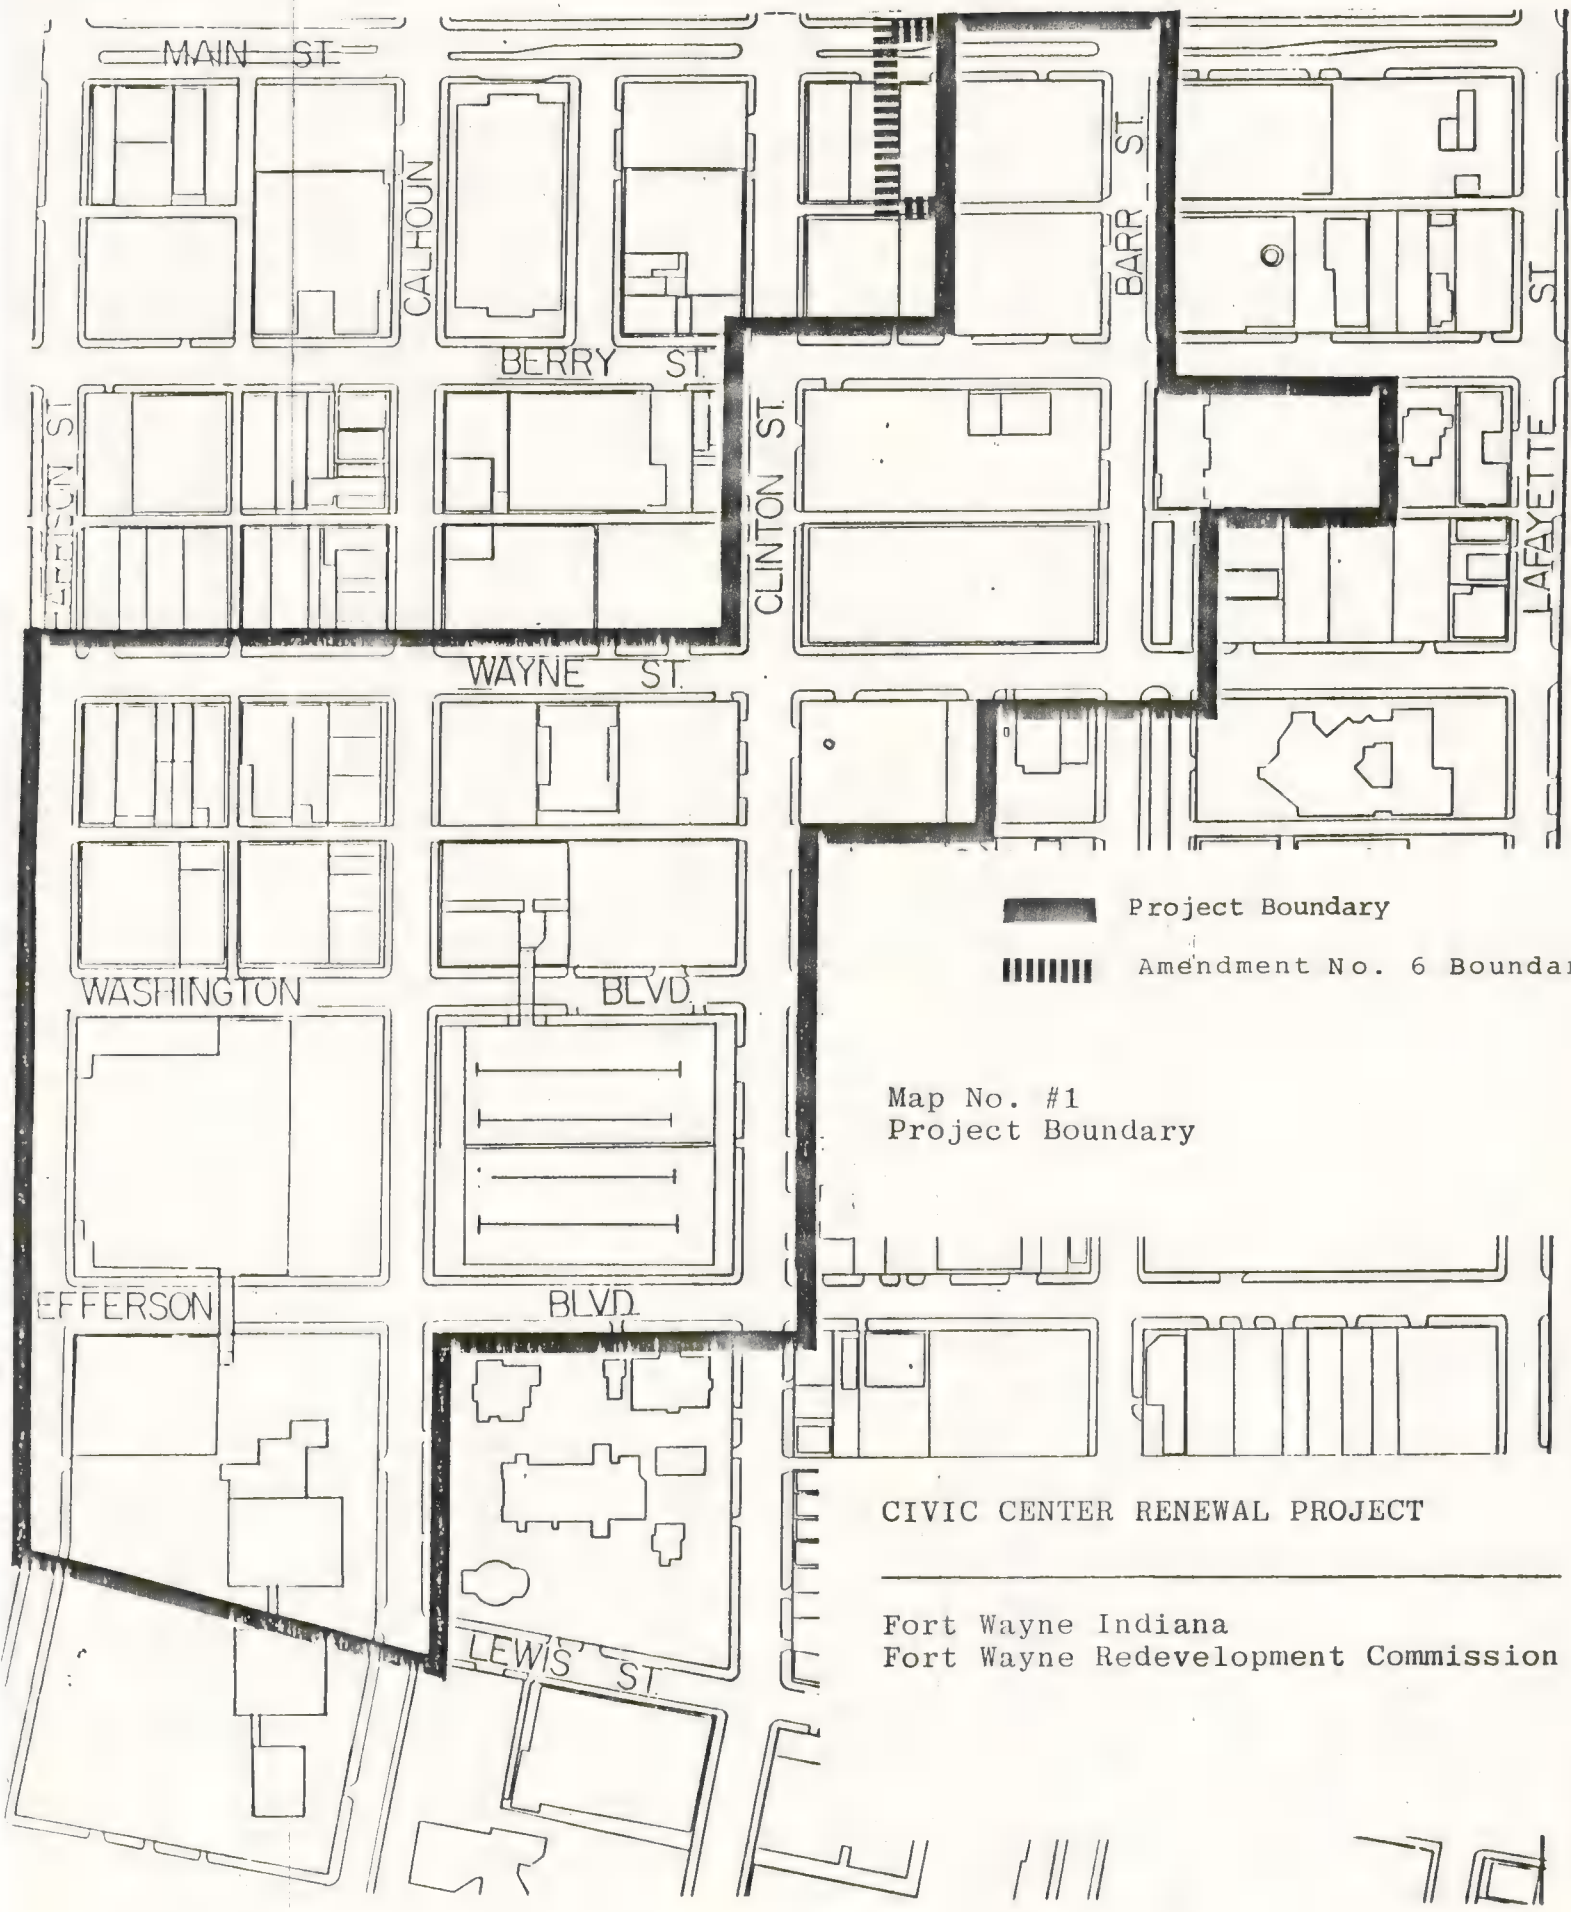 MAIN ST.
CALHOUN
BARR ST.
ST.
BERRY ST.
CLINTON ST.
LAFAYETTE
WAYNE ST.
Project Boundary
Amendment No. 6 Boundar
WASHINGTON BLVD.
Map No. #1
Project Boundary
EFFERSON BLVD.
CIVIC CENTER RENEWAL PROJECT
Fort Wayne Indiana
Fort Wayne Redevelopment Commission
LEWIS ST.